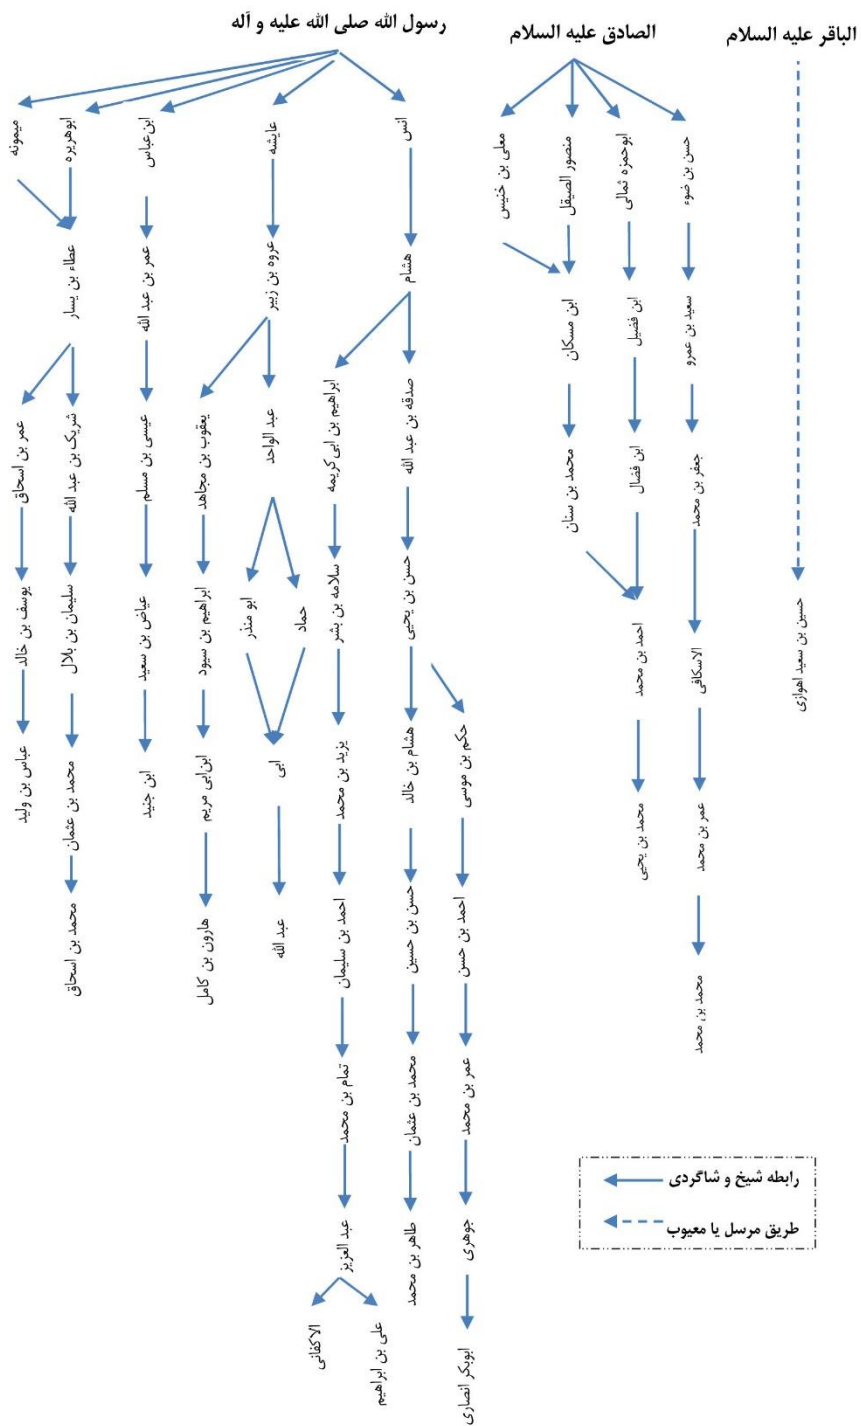 الباقر علیه السلام
الصادق علیه السلام
رسول الله صلی الله علیه و آله
حسین بن سعید اهوازی
حسن بن ضوء
سعید بن عمرو
جعفر بن محمد
الاسکافی
عمر بن محمد
محمد بن محمد
ابوحمزه ثمالی
ابن فضیل
ابن فضال
احمد بن محمد
محمد بن یحیی
منصور الصیقل
ابن مسکان
محمد بن سنان
معلی بن خنیس
انس
هشام
صدقه بن عبد الله
حسن بن یحیی
حکم بن موسی
احمد بن حسن
عمر بن محمد
جوهری
ابوبکر انصاری
هشام بن خالد
حسن بن حسین
محمد بن عثمان
طاهر بن محمد
ابراهیم بن ابی کریمه
سلامه بن بشر
یزید بن محمد
احمد بن سلیمان
تمام بن محمد
عبد العزیز
علی بن ابراهیم
الاکفانی
عایشه
عروه بن زبیر
عبد الواحد
حماد
ابو منذر
ابی
عبد الله
یعقوب بن مجاهد
ابراهیم بن سیود
ابن‌ابی مریم
هارون بن کامل
ابن‌عباس
عمر بن عبد الله
عیسی بن مسلم
عیاض بن سعید
ابن جنید
ابوهریره
میمونه
عطاء بن یسار
شریک بن عبد الله
سلیمان بن بلال
محمد بن عثمان
محمد بن اسحاق
عمر بن اسحاق
یوسف بن خالد
عباس بن ولید
رابطه شیخ و شاگردی
طریق مرسل یا معیوب